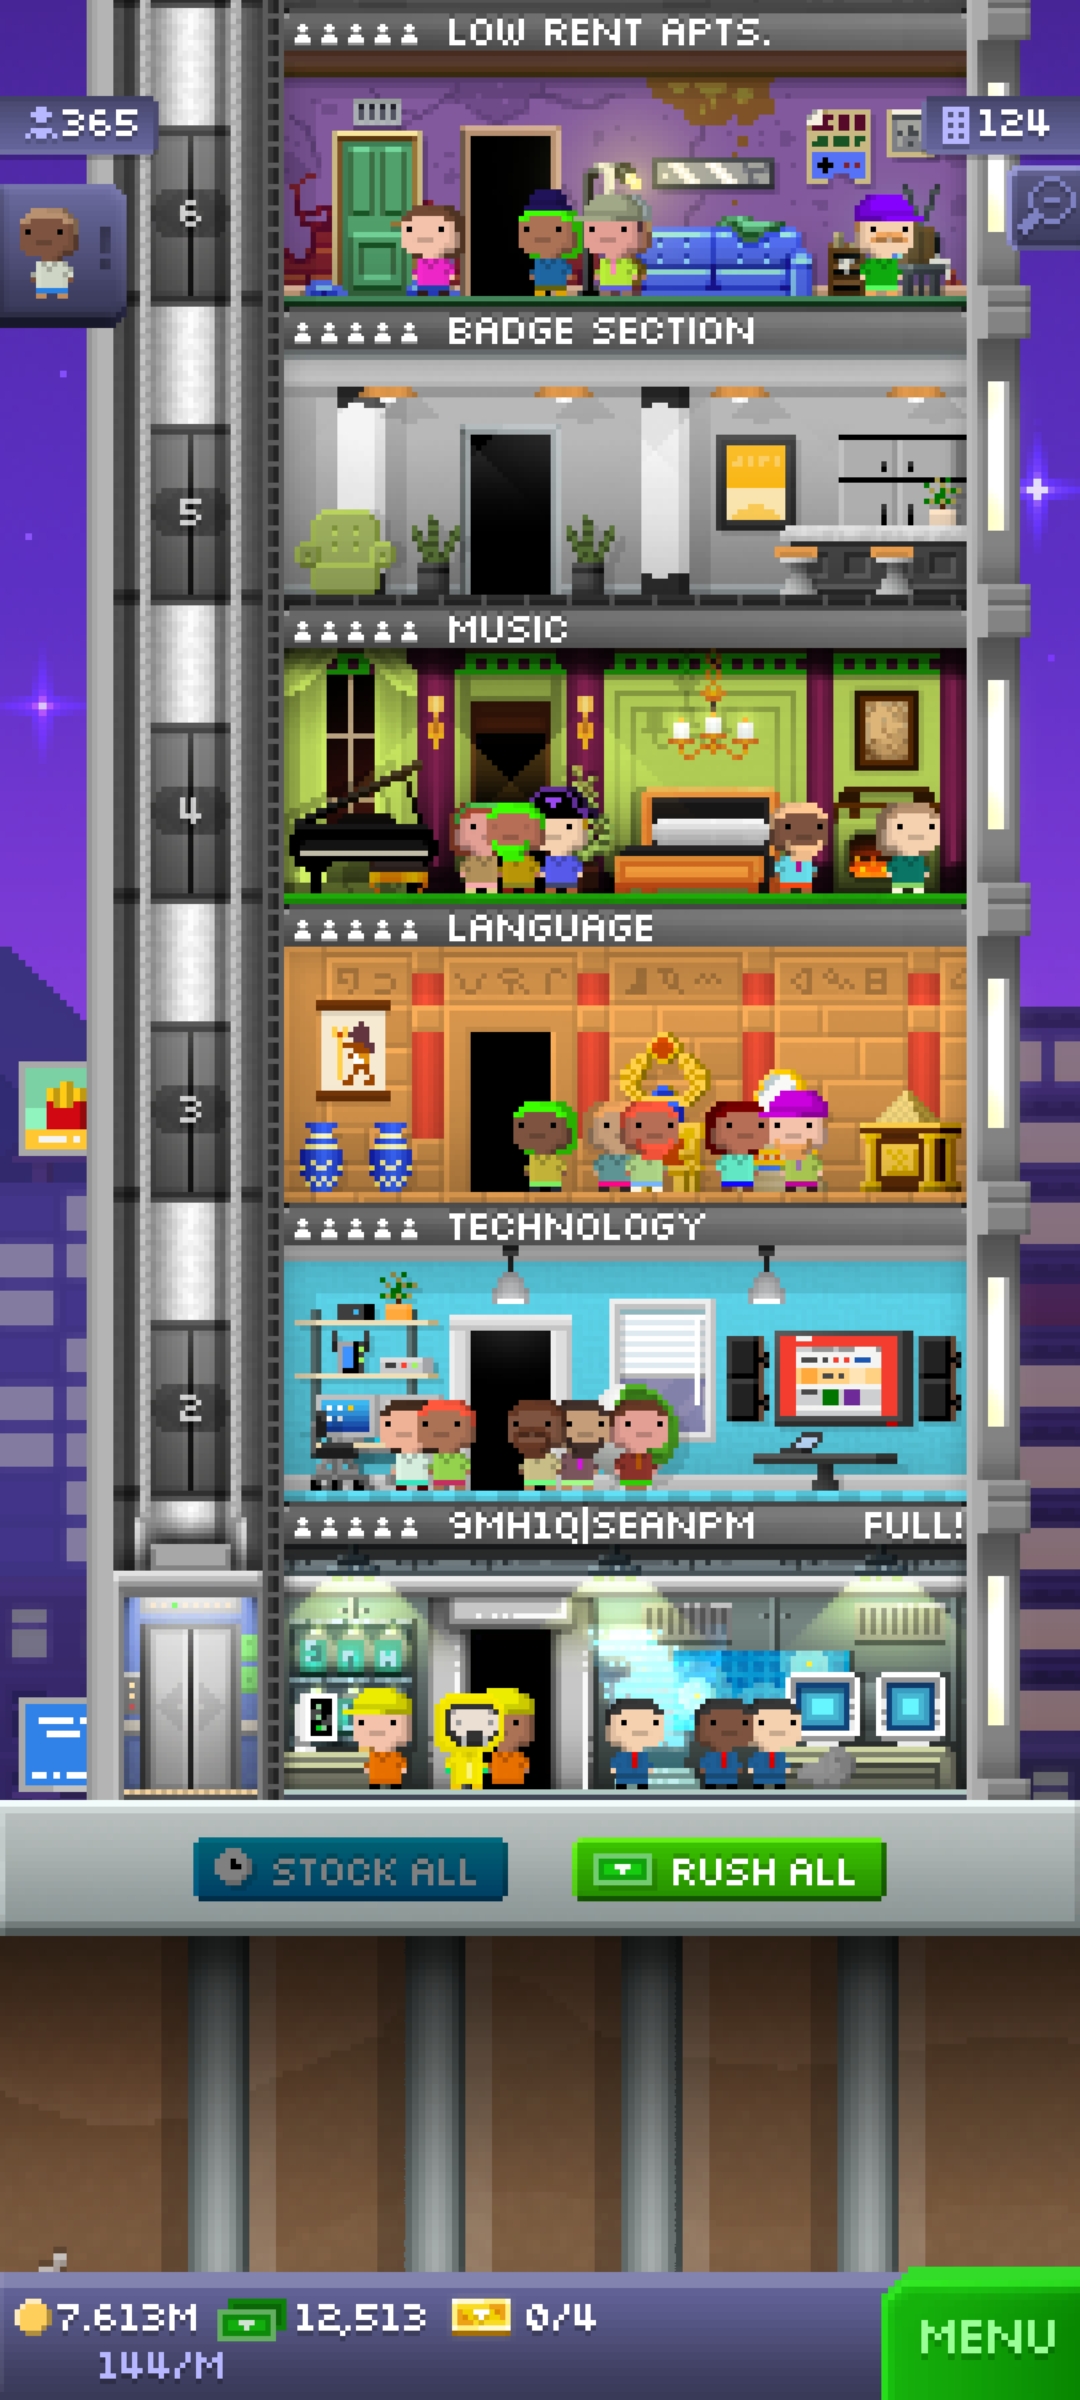 LOW RENT APTS.
365
124
6
BADGE SECTION
5
MUSIC
4
LANGUAGE
3
TECHNOLOGY
2
9MH1Q|SEANPM FULL!
STOCK ALL
RUSH ALL
7.613M
12,513
0/4
144/M
MENU